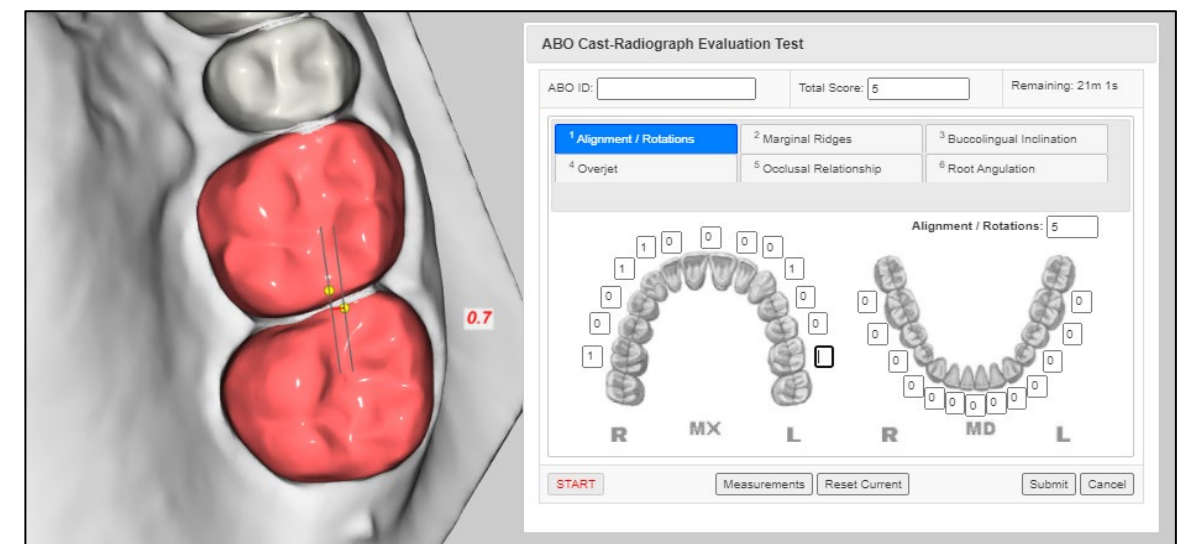 ABO Cast-Radiograph Evaluation Test
ABO ID:
Total Score: 5
Remaining: 21m 1s
1 Alignment / Rotations
2 Marginal Ridges
3 Buccolingual Inclination
4 Overjet
5 Occlusal Relationship
6 Root Angulation
Alignment / Rotations: 5
1 0 0 0 0
1 1
0 0
0 0
1
R MX L
0 0
0 0
0 0
0 0
0 0 0 0 0
R MD L
0.7
START
Measurements
Reset Current
Submit
Cancel